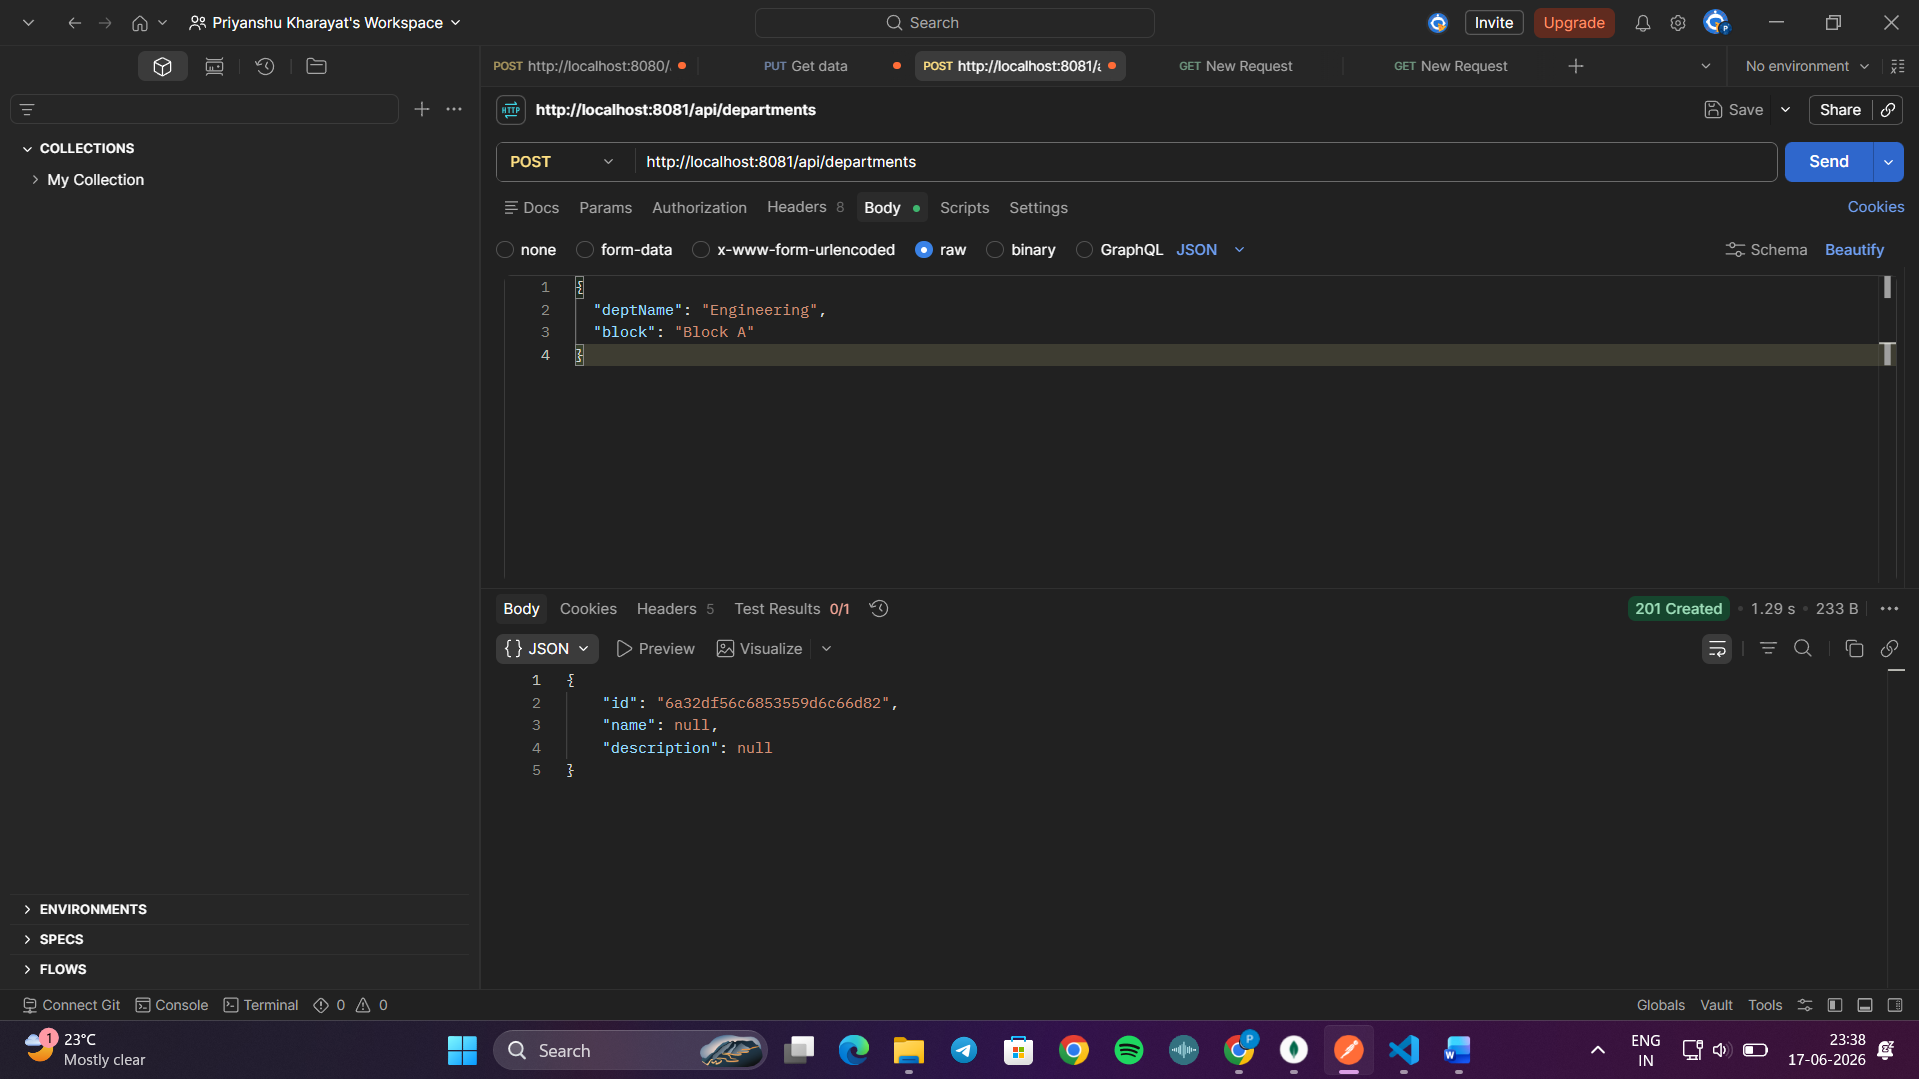 Priyanshu Kharayat's Workspace
Search
Invite
Upgrade
POST http://localhost:8080/.
PUT Get data
POST http://localhost:8081/a
GET New Request
GET New Request
No environment
HTTP
http://localhost:8081/api/departments
Save
Share
COLLECTIONS
My Collection
POST
http://localhost:8081/api/departments
Send
Docs
Params
Authorization
Headers 8
Body
Scripts
Settings
Cookies
none
form-data
x-www-form-urlencoded
raw
binary
GraphQL
JSON
Schema
Beautify
1 {
2 "deptName": "Engineering",
3 "block": "Block A"
4 }
Body
Cookies
Headers 5
Test Results 0/1
201 Created
1.29 s
233 B
{} JSON
Preview
Visualize
1 {
2 "id": "6a32df56c6853559d6c66d82",
3 "name": null,
4 "description": null
5 }
ENVIRONMENTS
SPECS
FLOWS
Connect Git
Console
Terminal
0
0
Globals
Vault
Tools
1
23°C
Mostly clear
Search
P
W
ENG
IN
23:38
17-06-2026